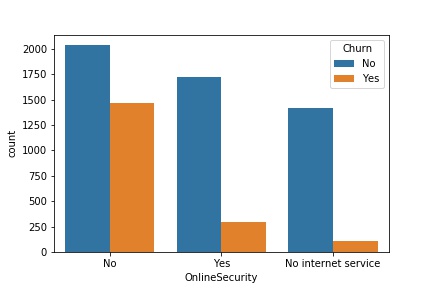 2000
1750
1500
1250
1000
750
500
250
0
count
Churn
No
Yes
No
Yes
No internet service
OnlineSecurity